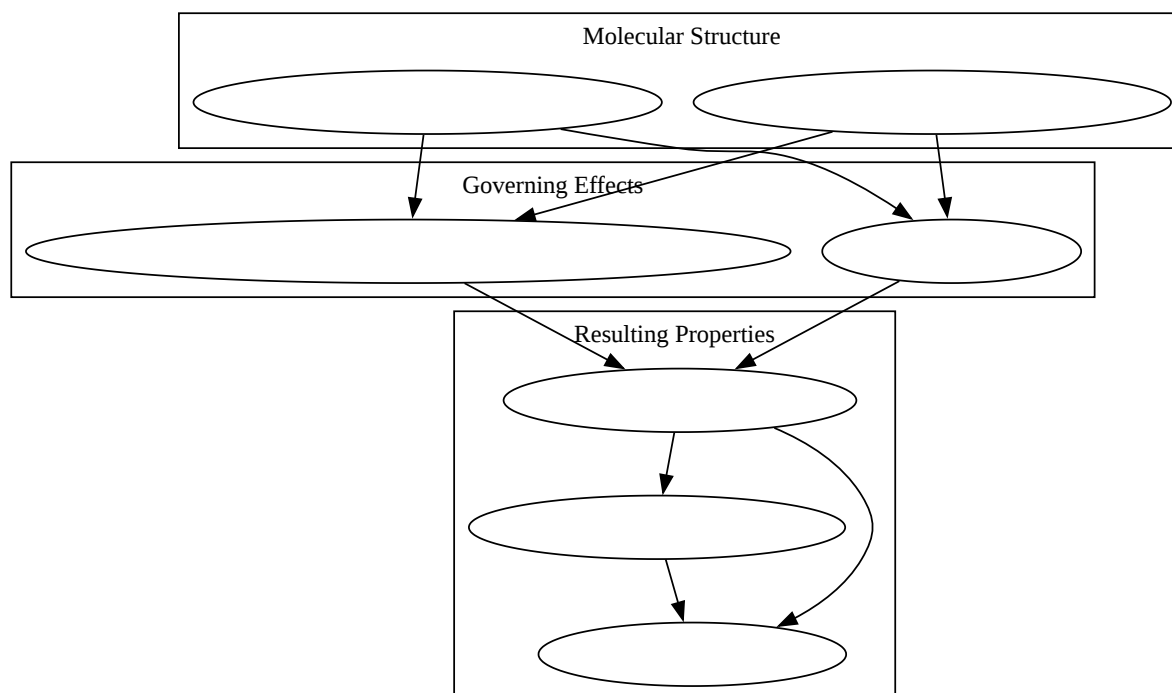 Molecular Structure
Governing Effects
Resulting Properties